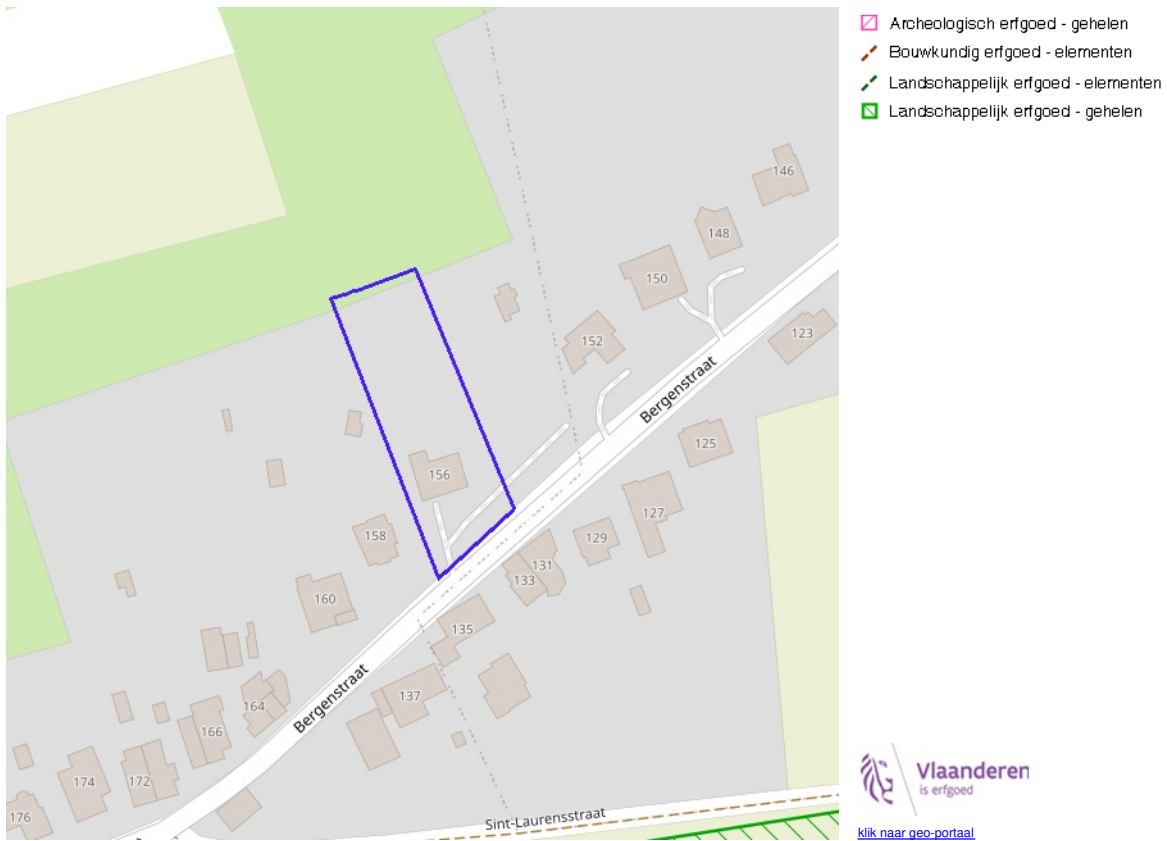 Archeologisch erfgoed - gehelen
Bouwkundig erfgoed - elementen
Landschappelijk erfgoed - elementen
Landschappelijk erfgoed - gehelen
146
148
150
152
123
Bergenstraat
125
156
127
158
129
131
133
160
135
137
164
Bergenstraat
166
174
172
176
Sint-Laurensstraat
Vlaanderen
is erfgoed
klik naar geo-portaal